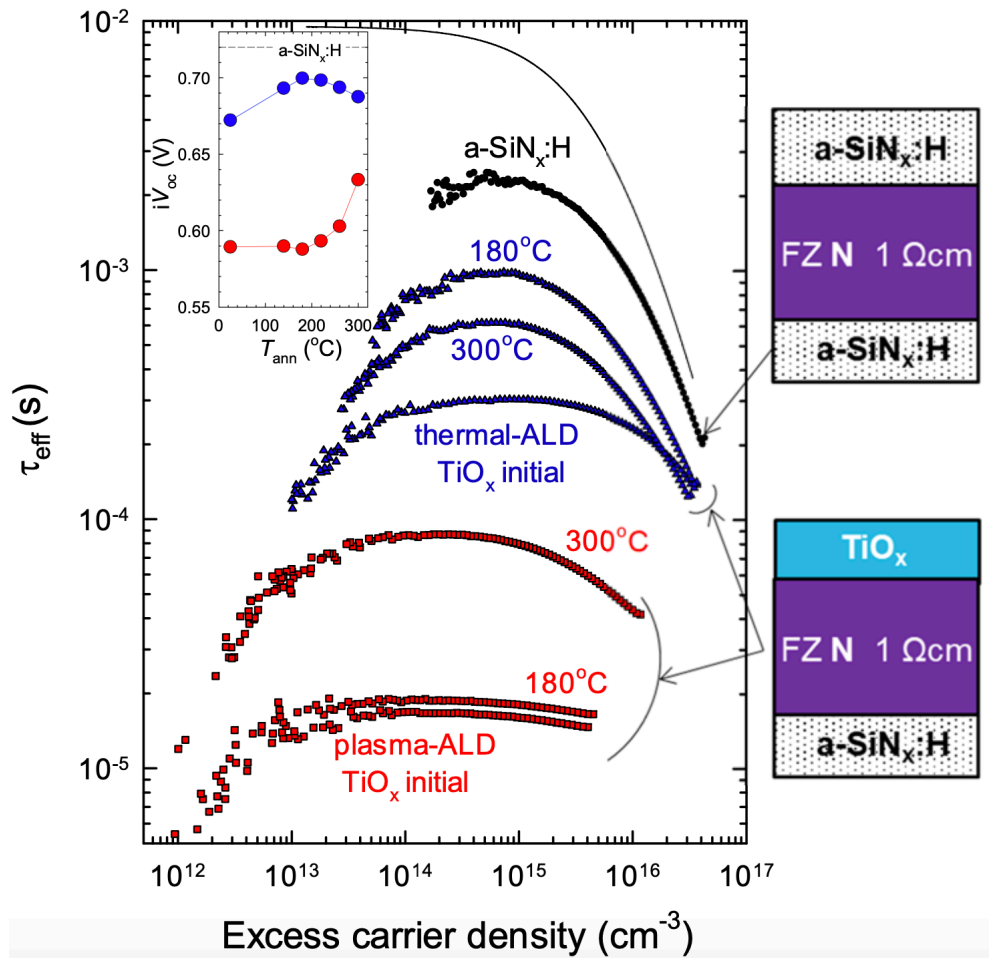 10⁻²
a-SiNₓ:H
0.70
0.65
0.60
0.55
iVₒc (V)
0 100 200 300
Tₐₙₙ (°C)
a-SiNₓ:H
10⁻³
180°C
300°C
thermal-ALD
TiOₓ initial
10⁻⁴
300°C
180°C
plasma-ALD
TiOₓ initial
10⁻⁵
τeff (s)
10¹² 10¹³ 10¹⁴ 10¹⁵ 10¹⁶ 10¹⁷
Excess carrier density (cm⁻³)
a-SiNₓ:H
FZ N 1 Ωcm
a-SiNₓ:H
TiOₓ
FZ N 1 Ωcm
a-SiNₓ:H